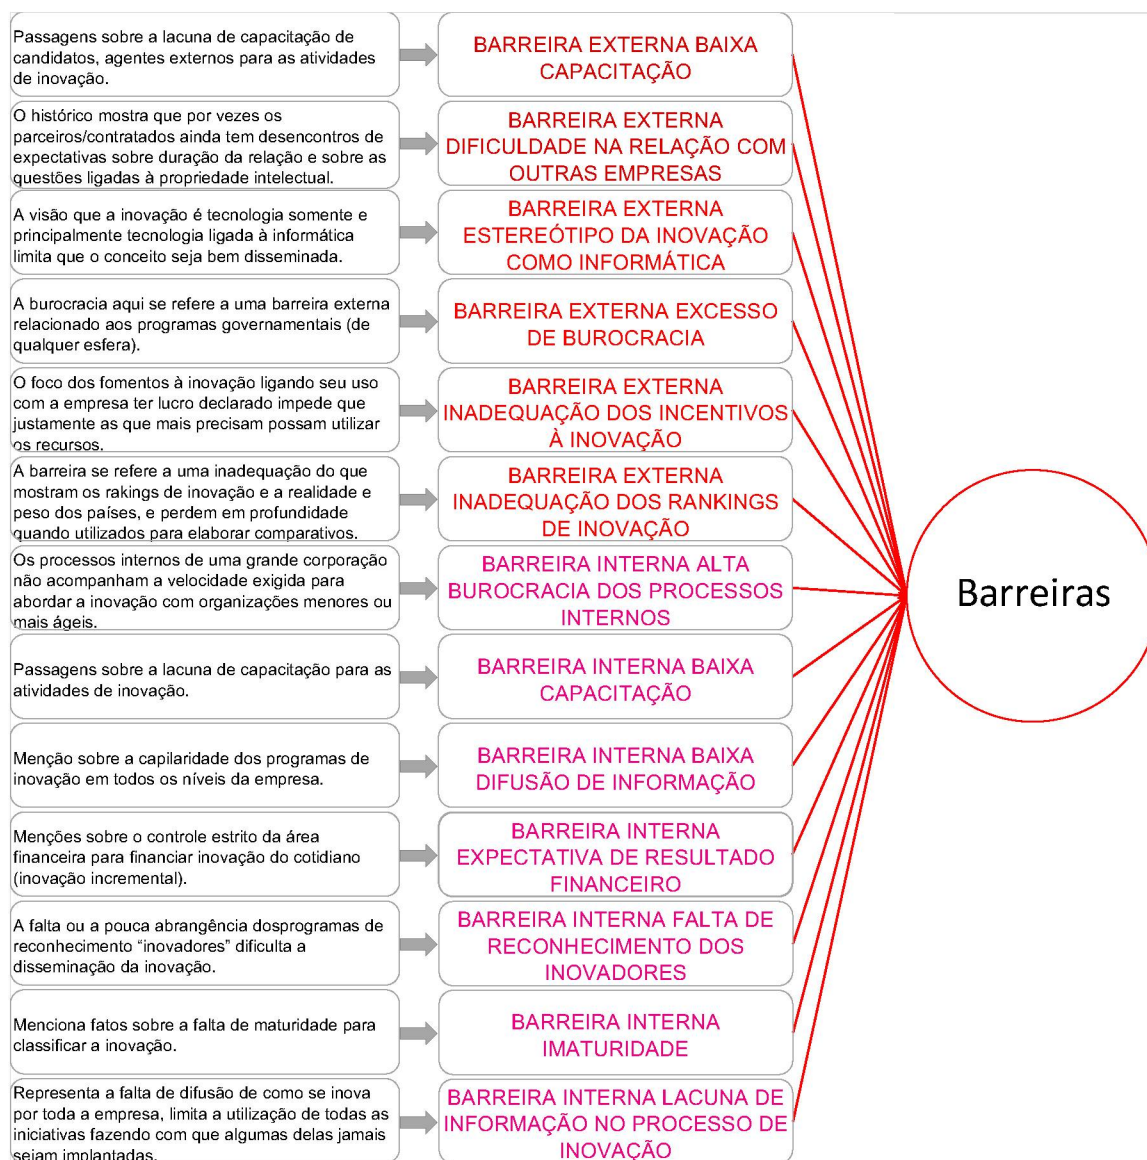 Passagens sobre a lacuna de capacitação de
candidatos, agentes externos para as atividades
de inovação.
BARREIRA EXTERNA BAIXA
CAPACITAÇÃO
O histórico mostra que por vezes os
parceiros/contratados ainda tem desencontros de
expectativas sobre duração da relação e sobre as
questões ligadas à propriedade intelectual.
BARREIRA EXTERNA
DIFICULDADE NA RELAÇÃO COM
OUTRAS EMPRESAS
A visão que a inovação é tecnologia somente e
principalmente tecnologia ligada à informática
limita que o conceito seja bem disseminada.
BARREIRA EXTERNA
ESTEREÓTIPO DA INOVAÇÃO
COMO INFORMÁTICA
A burocracia aqui se refere a uma barreira externa
relacionado aos programas governamentais (de
qualquer esfera).
BARREIRA EXTERNA EXCESSO
DE BUROCRACIA
O foco dos fomentos à inovação ligando seu uso
com a empresa ter lucro declarado impede que
justamente as que mais precisam possam utilizar
os recursos.
BARREIRA EXTERNA
INADEQUAÇÃO DOS INCENTIVOS
À INOVAÇÃO
A barreira se refere a uma inadequação do que
mostram os rakings de inovação e a realidade e
peso dos países, e perdem em profundidade
quando utilizados para elaborar comparativos.
BARREIRA EXTERNA
INADEQUAÇÃO DOS RANKINGS
DE INOVAÇÃO
Os processos internos de uma grande corporação
não acompanham a velocidade exigida para
abordar a inovação com organizações menores ou
mais ágeis.
BARREIRA INTERNA ALTA
BUROCRACIA DOS PROCESSOS
INTERNOS
Passagens sobre a lacuna de capacitação para as
atividades de inovação.
BARREIRA INTERNA BAIXA
CAPACITAÇÃO
Menção sobre a capilaridade dos programas de
inovação em todos os níveis da empresa.
BARREIRA INTERNA BAIXA
DIFUSÃO DE INFORMAÇÃO
Menções sobre o controle estrito da área
financeira para financiar inovação do cotidiano
(inovação incremental).
BARREIRA INTERNA
EXPECTATIVA DE RESULTADO
FINANCEIRO
A falta ou a pouca abrangência dosprogramas de
reconhecimento “inovadores” dificulta a
disseminação da inovação.
BARREIRA INTERNA FALTA DE
RECONHECIMENTO DOS
INOVADORES
Menciona fatos sobre a falta de maturidade para
classificar a inovação.
BARREIRA INTERNA
IMATURIDADE
Representa a falta de difusão de como se inova
por toda a empresa, limita a utilização de todas as
iniciativas fazendo com que algumas delas jamais
sejam implantadas.
BARREIRA INTERNA LACUNA DE
INFORMAÇÃO NO PROCESSO DE
INOVAÇÃO
Barreiras